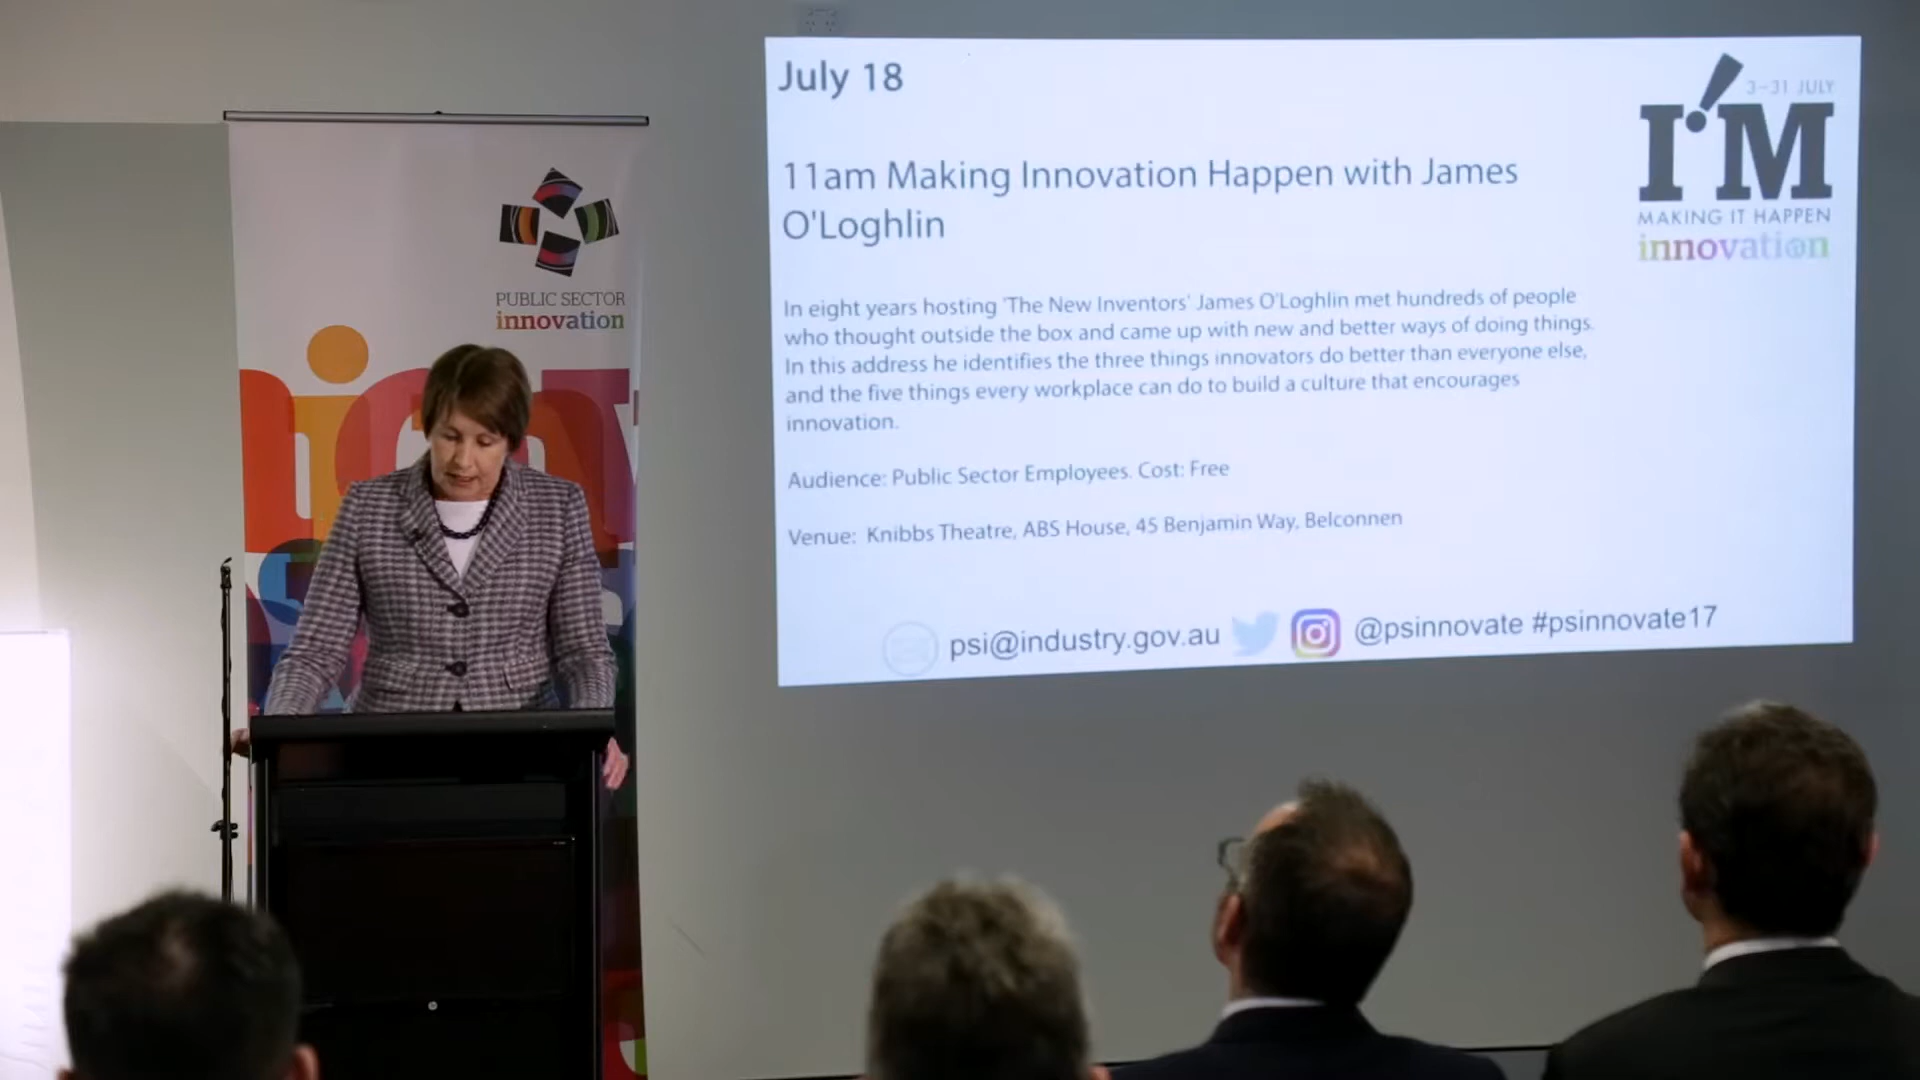 July 18
3-31 JULY
I'M
MAKING IT HAPPEN
innovation
11am Making Innovation Happen with James
O'Loghlin
In eight years hosting 'The New Inventors' James O'Loghlin met hundreds of people
who thought outside the box and came up with new and better ways of doing things.
In this address he identifies the three things innovators do better than everyone else,
and the five things every workplace can do to build a culture that encourages
innovation.
Audience: Public Sector Employees. Cost: Free
Venue: Knibbs Theatre, ABS House, 45 Benjamin Way, Belconnen
psi@industry.gov.au @psinnovate #psinnovate17
PUBLIC SECTOR
innovation